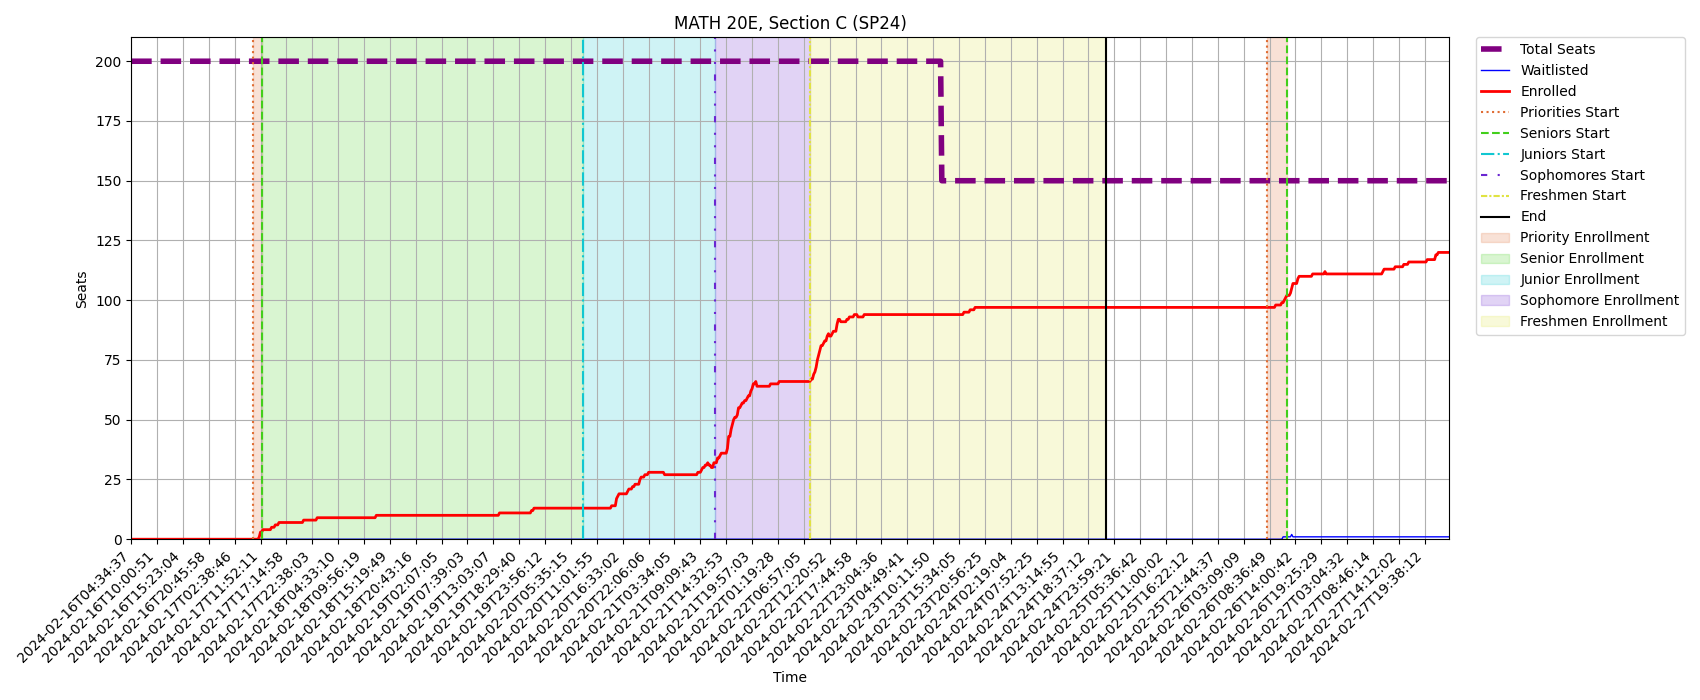 MATH 20E, Section C (SP24)
Seats
200
175
150
125
100
75
50
25
0
2024-02-16T04:34:37
2024-02-16T10:00:51
2024-02-16T15:23:04
2024-02-16T20:45:58
2024-02-17T02:38:46
2024-02-17T11:52:11
2024-02-17T17:14:58
2024-02-17T22:38:03
2024-02-18T04:33:10
2024-02-18T09:56:19
2024-02-18T15:19:49
2024-02-18T20:43:16
2024-02-19T02:07:05
2024-02-19T07:39:03
2024-02-19T13:03:07
2024-02-19T18:29:40
2024-02-19T23:56:12
2024-02-20T05:35:15
2024-02-20T11:01:55
2024-02-20T16:33:02
2024-02-20T22:06:06
2024-02-21T03:34:05
2024-02-21T09:09:43
2024-02-21T14:32:53
2024-02-21T19:57:03
2024-02-22T01:19:28
2024-02-22T06:57:05
2024-02-22T12:20:52
2024-02-22T17:44:58
2024-02-22T23:04:36
2024-02-23T04:49:41
2024-02-23T10:11:50
2024-02-23T15:34:05
2024-02-23T20:56:25
2024-02-24T02:19:04
2024-02-24T07:52:25
2024-02-24T13:14:55
2024-02-24T18:37:12
2024-02-24T23:59:21
2024-02-25T05:36:42
2024-02-25T11:00:02
2024-02-25T16:22:12
2024-02-25T21:44:37
2024-02-26T03:09:09
2024-02-26T08:36:49
2024-02-26T14:00:42
2024-02-26T19:25:29
2024-02-27T03:04:32
2024-02-27T08:46:14
2024-02-27T14:12:02
2024-02-27T19:38:12
Time
Total Seats
Waitlisted
Enrolled
Priorities Start
Seniors Start
Juniors Start
Sophomores Start
Freshmen Start
End
Priority Enrollment
Senior Enrollment
Junior Enrollment
Sophomore Enrollment
Freshmen Enrollment